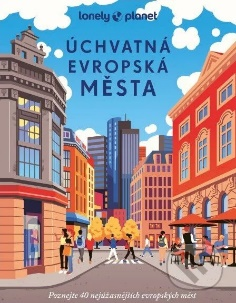 lonely planet
ÚCHVATNÁ
EVROPSKÁ
MĚSTA
Poznejte 40 nejúžasnějších evropských měst